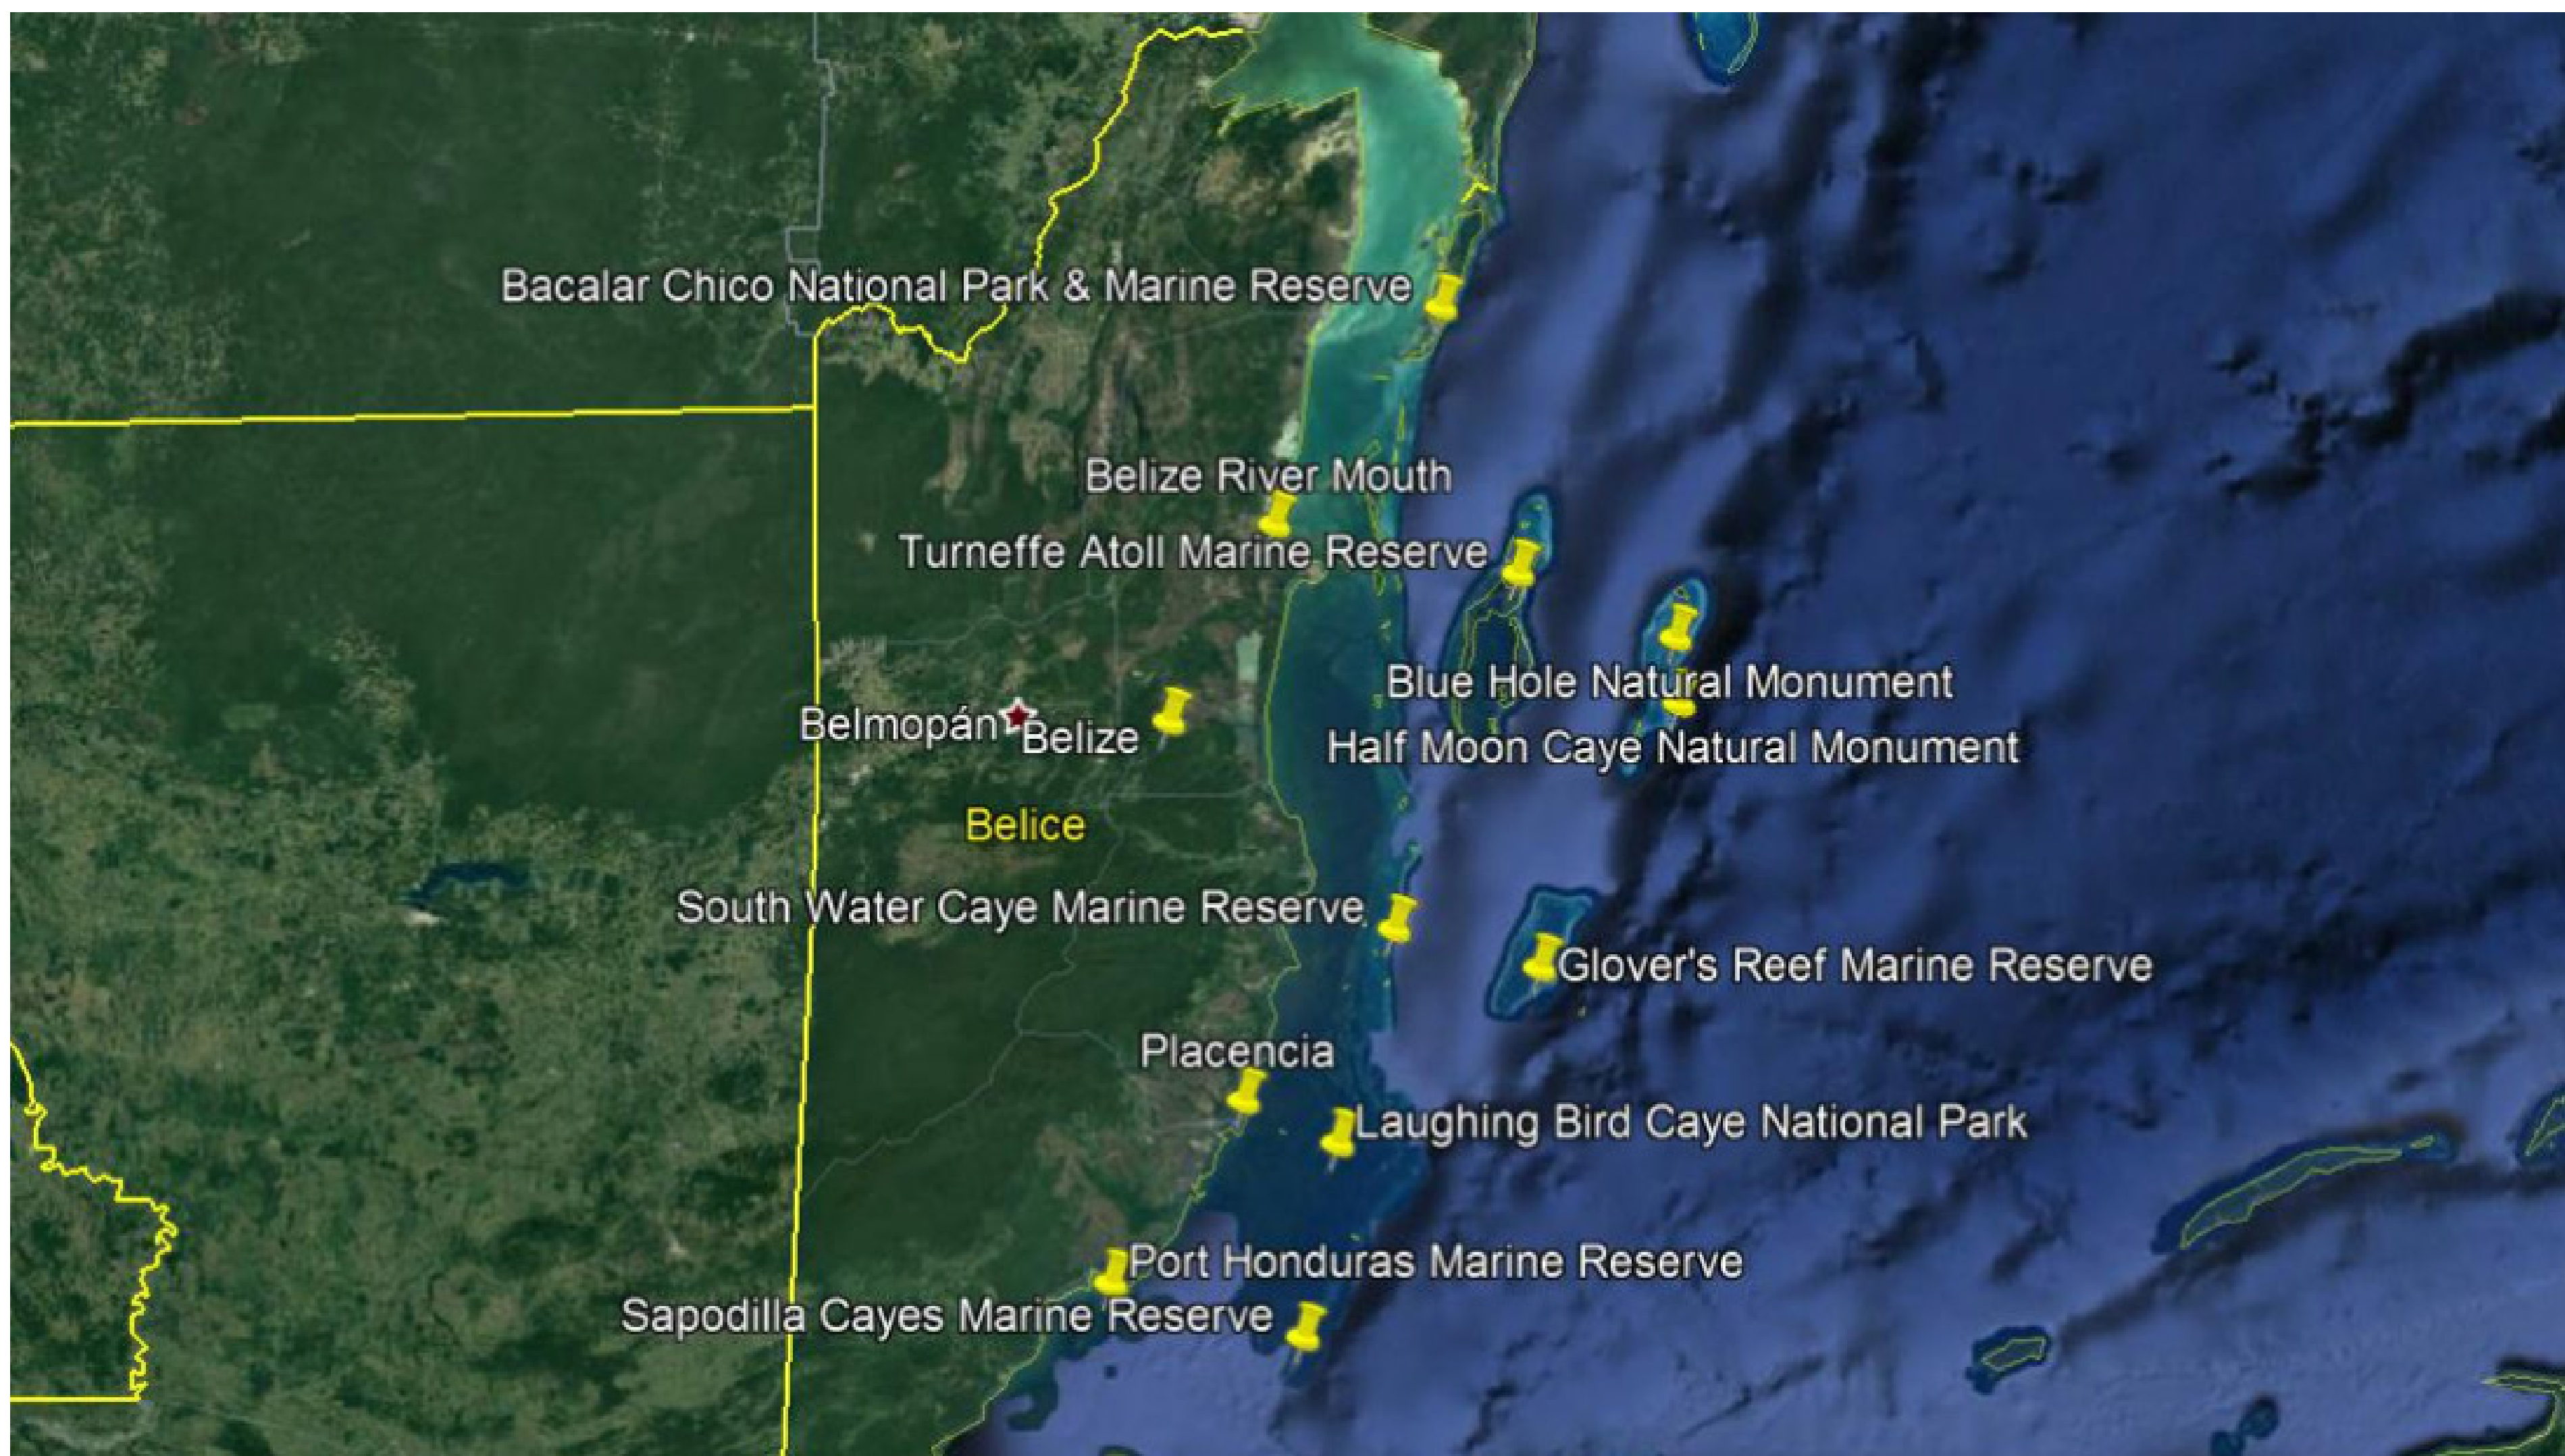 Bacalar Chico National Park & Marine Reserve
Belize River Mouth
Turneffe Atoll Marine Reserve
Blue Hole Natural Monument
Belmopán
Belize
Half Moon Caye Natural Monument
Belice
South Water Caye Marine Reserve
Glover's Reef Marine Reserve
Placencia
Laughing Bird Caye National Park
Port Honduras Marine Reserve
Sapodilla Cayes Marine Reserve